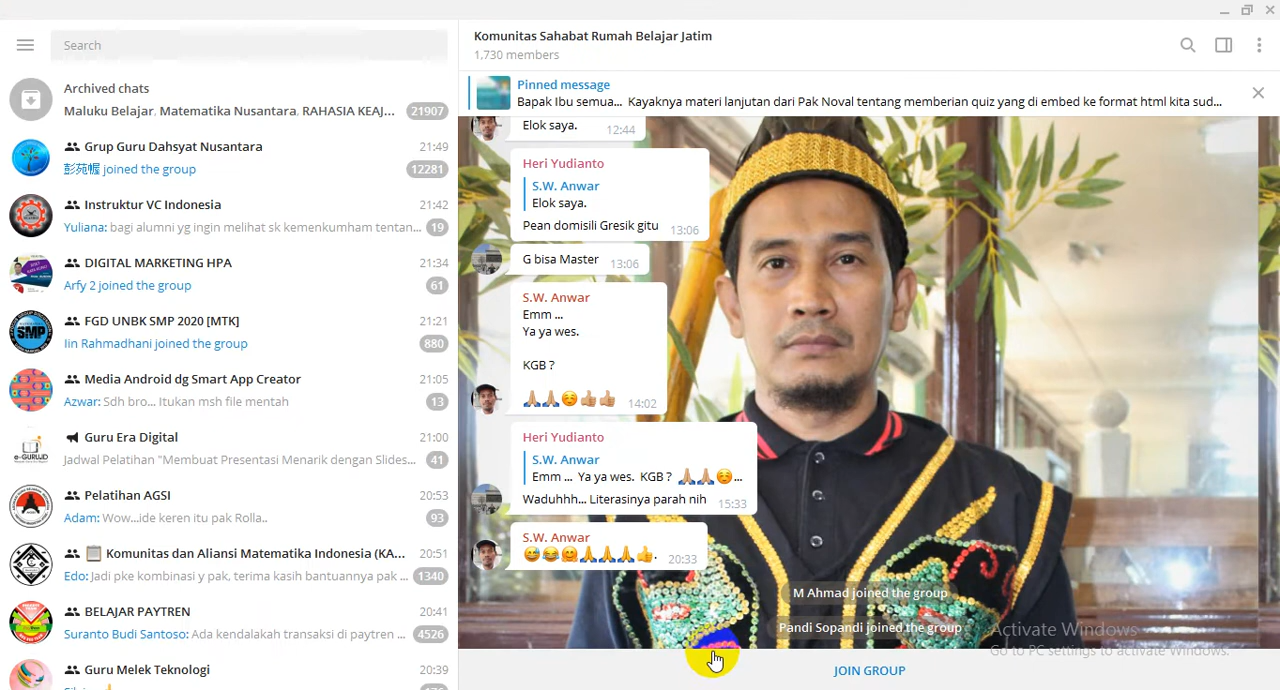 Search
Archived chats
Maluku Belajar, Matematika Nusantara, RAHASIA KEAJ...
21907
Grup Guru Dahsyat Nusantara
21:49
joined the group
12281
Instruktur VC Indonesia
21:42
Yuliana: bagi alumni yg ingin melihat sk kemenkumham tentan...
19
DIGITAL MARKETING HPA
21:34
Arfy 2 joined the group
61
FGD UNBK SMP 2020 [MTK]
21:21
Iin Rahmadhani joined the group
880
SMP
Media Android dg Smart App Creator
21:05
Azwar: Sdh bro... Itukan msh file mentah
13
Guru Era Digital
21:00
Jadwal Pelatihan "Membuat Presentasi Menarik dengan Slides...
41
e-GURU.ID
Pelatihan AGSI
20:53
Adam: Wow...ide keren itu pak Rolla..
93
📋 Komunitas dan Aliansi Matematika Indonesia (KA...
20:51
Edo: Jadi pke kombinasi y pak, terima kasih bantuannya pak ...
1340
BELAJAR PAYTREN
20:41
Suranto Budi Santoso: Ada kendalakah transaksi di paytren ...
4526
Guru Melek Teknologi
20:39
Komunitas Sahabat Rumah Belajar Jatim
1,730 members
Pinned message
Bapak Ibu semua... Kayaknya materi lanjutan dari Pak Noval tentang memberian quiz yang di embed ke format html kita sud...
Elok saya.
12:44
Heri Yudianto
S.W. Anwar
Elok saya.
Pean domisili Gresik gitu
13:06
G bisa Master
13:06
S.W. Anwar
Emm ...
Ya ya wes.
KGB ?
🙏🏼🙏🏼☺️👍🏼👍🏼
14:02
Heri Yudianto
S.W. Anwar
Emm ... Ya ya wes. KGB ? 🙏🏼🙏🏼☺️...
Waduhhh... Literasinya parah nih
15:33
S.W. Anwar
😅😂🤗🙏🙏🙏👍.
20:33
M Ahmad joined the group
Pandi Sopandi joined the group
Activate Windows
Go to PC settings to activate Windows.
JOIN GROUP